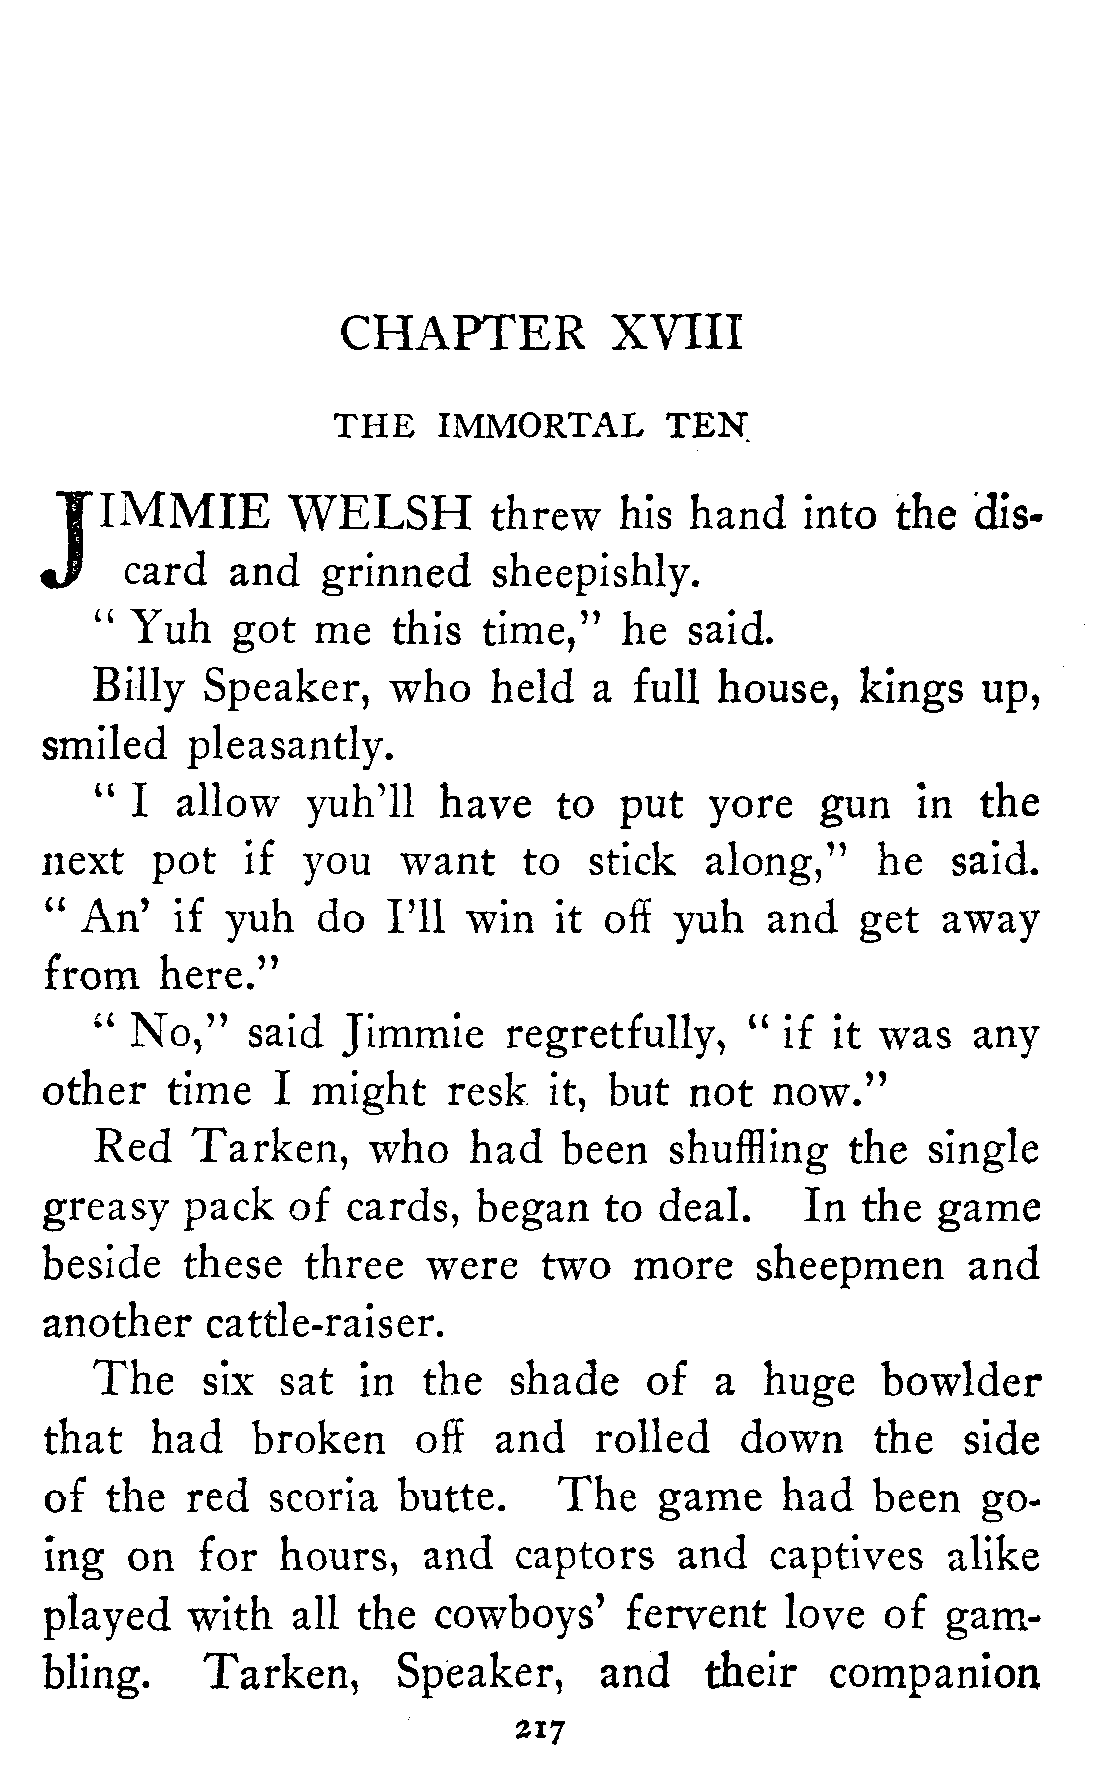 CHAPTER XVIII
THE IMMORTAL TEN
JIMMIE WELSH threw his hand into the dis-
card and grinned sheepishly.
" Yuh got me this time," he said.
Billy Speaker, who held a full house, kings up,
smiled pleasantly.
" I allow yuh'll have to put yore gun in the
next pot if you want to stick along," he said.
" An' if yuh do I'll win it off yuh and get away
from here."
" No," said Jimmie regretfully, " if it was any
other time I might resk it, but not now."
Red Tarken, who had been shuffling the single
greasy pack of cards, began to deal. In the game
beside these three were two more sheepmen and
another cattle-raiser.
The six sat in the shade of a huge bowlder
that had broken off and rolled down the side
of the red scoria butte. The game had been go-
ing on for hours, and captors and captives alike
played with all the cowboys' fervent love of gam-
bling. Tarken, Speaker, and their companion
217